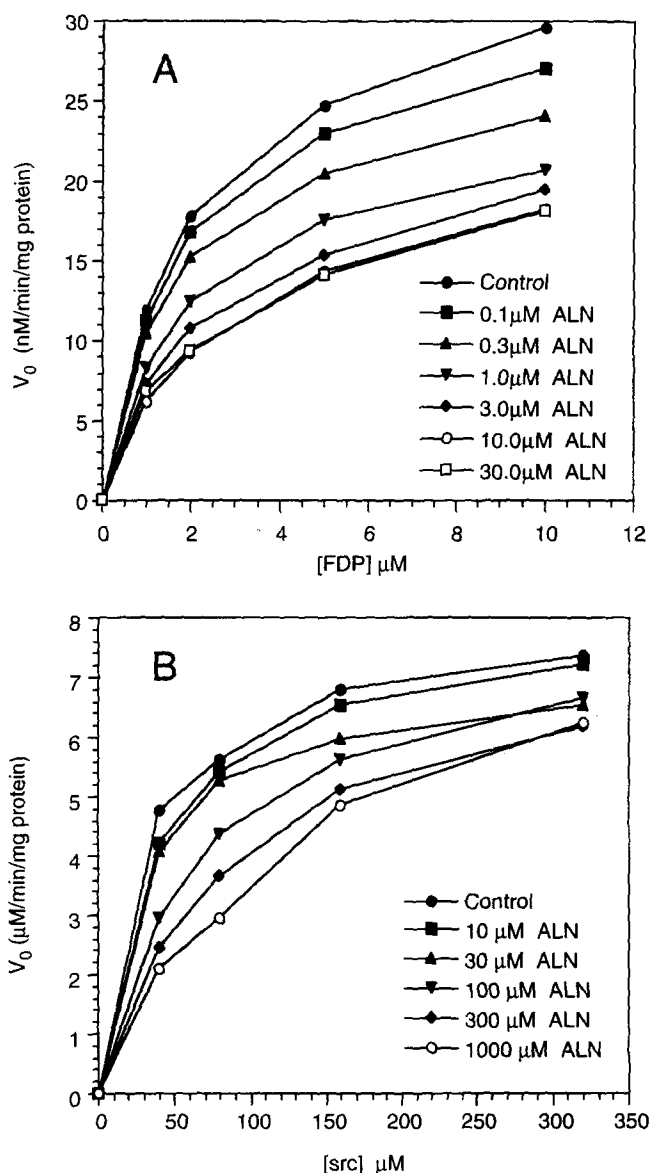 A
30
25
20
15
10
5
0
V0 (nM/min/mg protein)
Control
0.1μM ALN
0.3μM ALN
1.0μM ALN
3.0μM ALN
10.0μM ALN
30.0μM ALN
0 2 4 6 8 10 12
[FDP] μM
B
8
7
6
5
4
3
2
1
0
V0 (μM/min/mg protein)
Control
10 μM ALN
30 μM ALN
100 μM ALN
300 μM ALN
1000 μM ALN
0 50 100 150 200 250 300 350
[src] μM